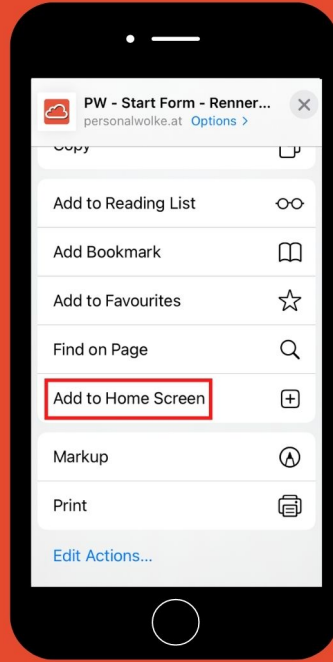 PW - Start Form - Renner...
personalwolke.at Options >
Copy
Add to Reading List
Add Bookmark
Add to Favourites
Find on Page
Add to Home Screen
Markup
Print
Edit Actions...